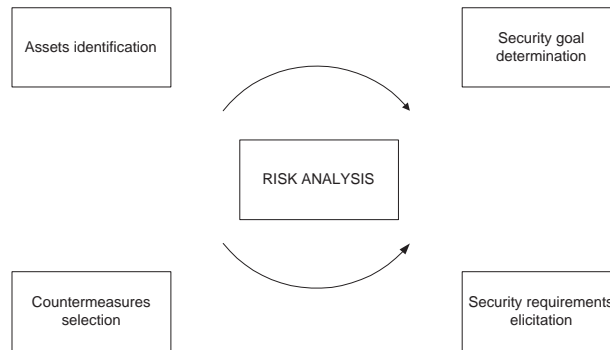 Assets identification
Security goal
determination
RISK ANALYSIS
Countermeasures
selection
Security requirements
elicitation